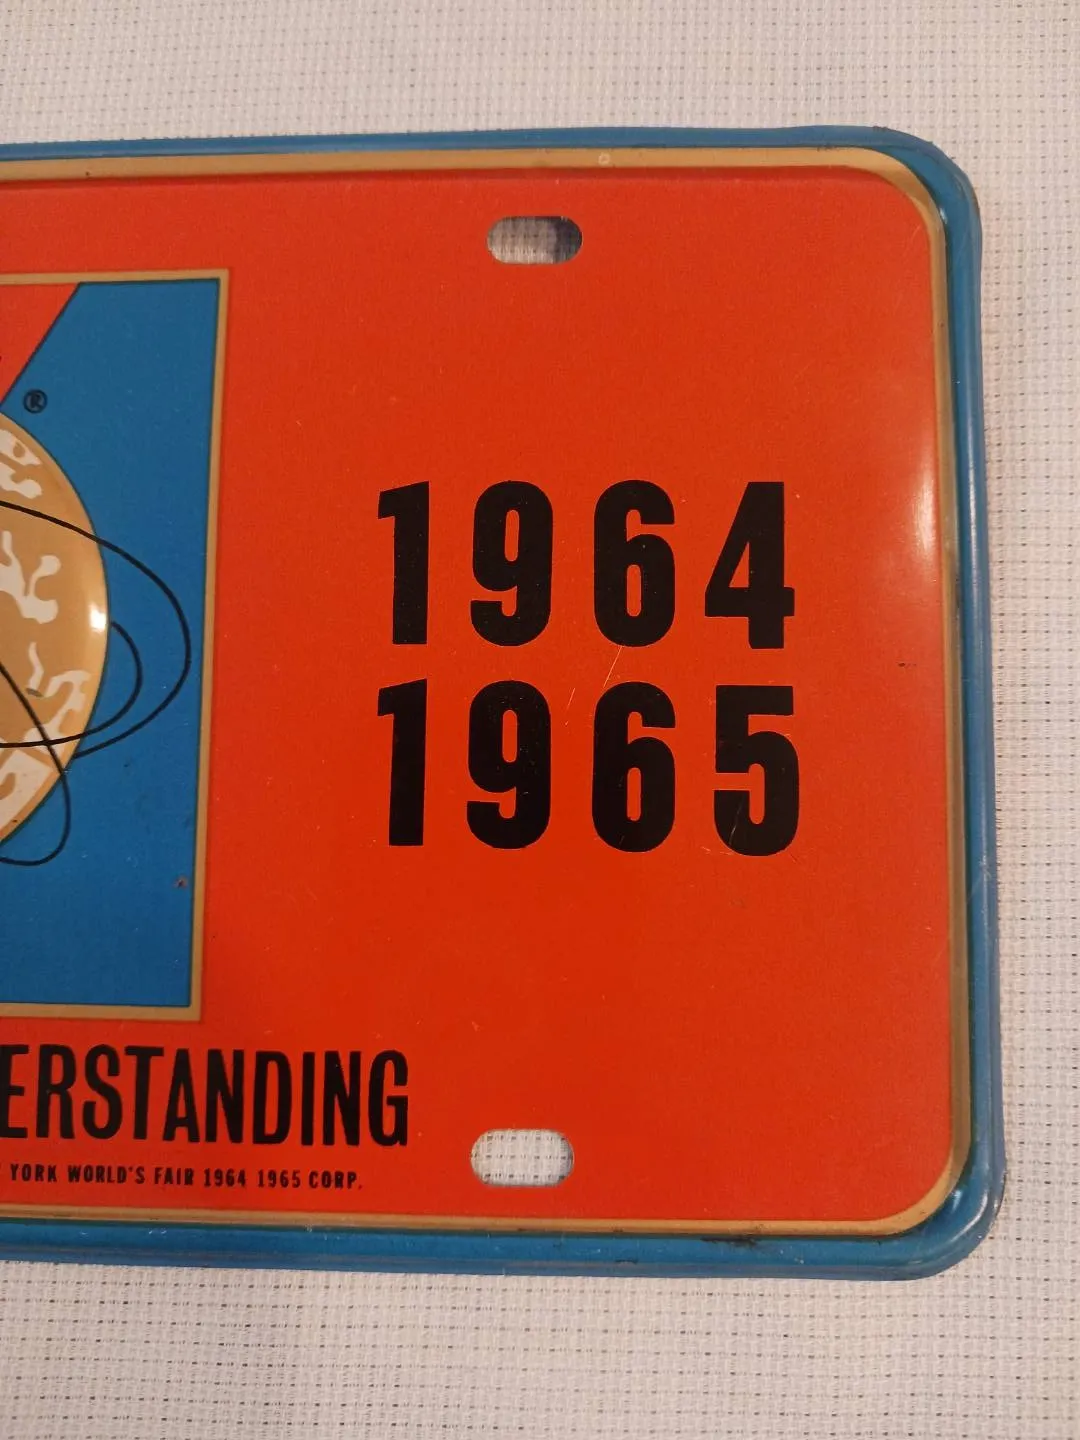 ®
1964
1965
ERSTANDING
YORK WORLD'S FAIR 1964 1965 CORP.